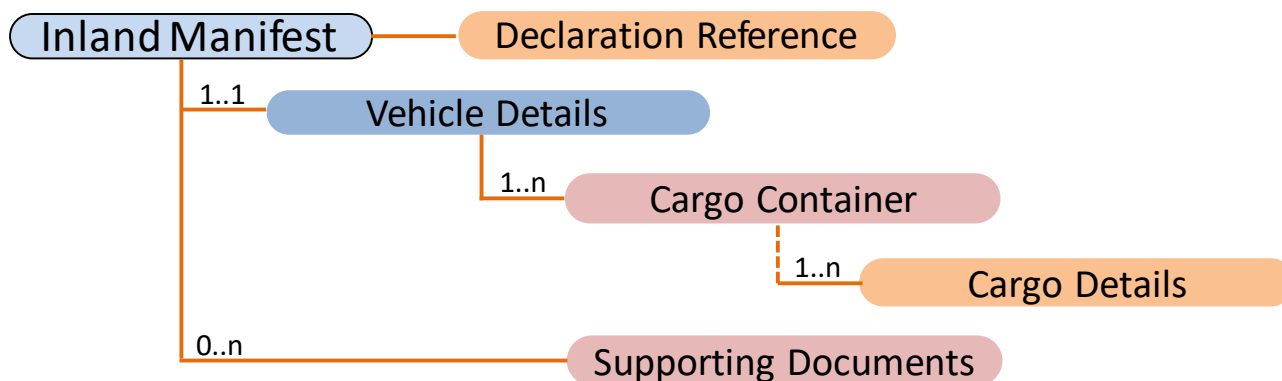 Inland Manifest
Declaration Reference
1..1
Vehicle Details
1..n
Cargo Container
1..n
Cargo Details
0..n
Supporting Documents